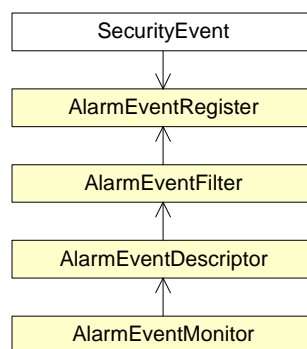 SecurityEvent
AlarmEventRegister
AlarmEventFilter
AlarmEventDescriptor
AlarmEventMonitor